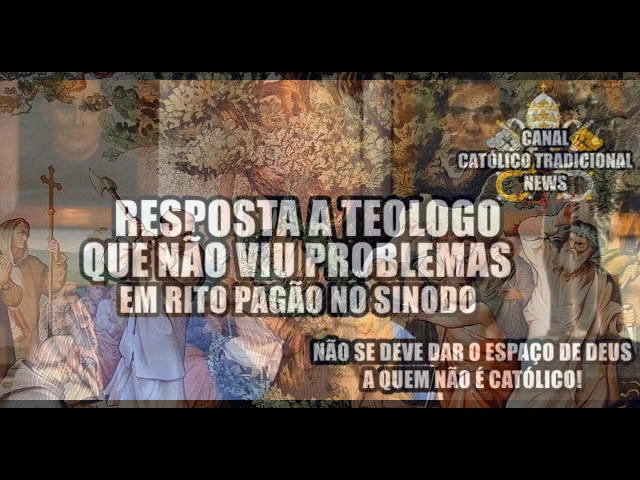 CANAL
CATÓLICO TRADICIONAL
NEWS
RESPOSTA A TEOLOGO
QUE NÃO VIU PROBLEMAS
EM RITO PAGÃO NO SINODO
NÃO SE DEVE DAR O ESPAÇO DE DEUS
A QUEM NÃO É CATÓLICO!